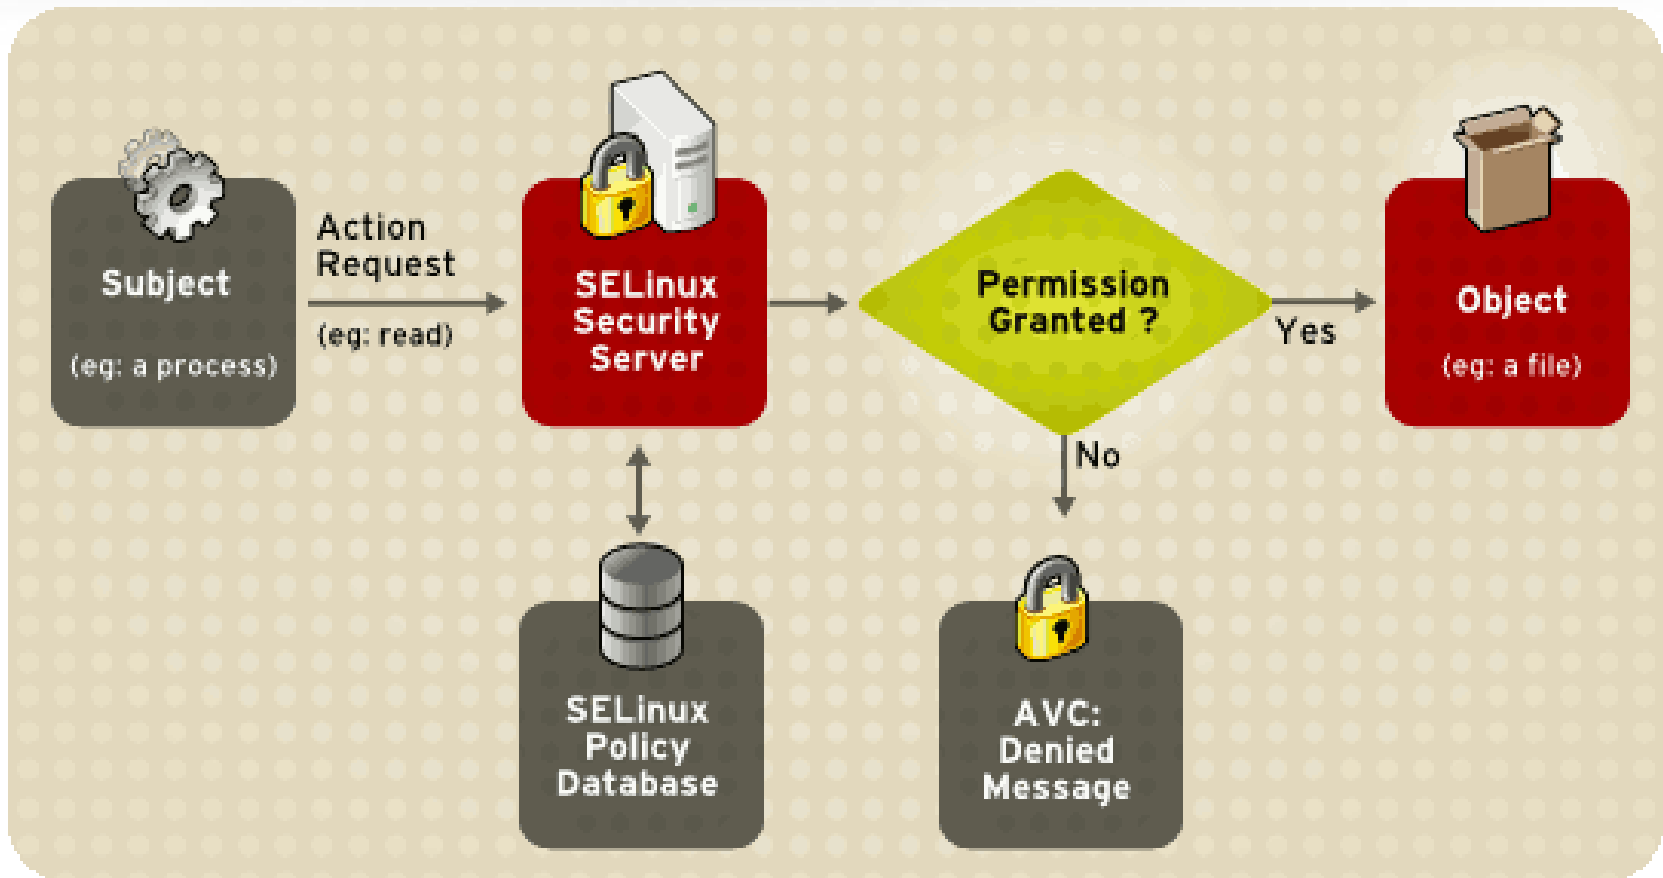 Subject
(eg: a process)
Action
Request
(eg: read)
SELinux
Security
Server
Permission
Granted ?
Yes
Object
(eg: a file)
No
SELinux
Policy
Database
AVC:
Denied
Message